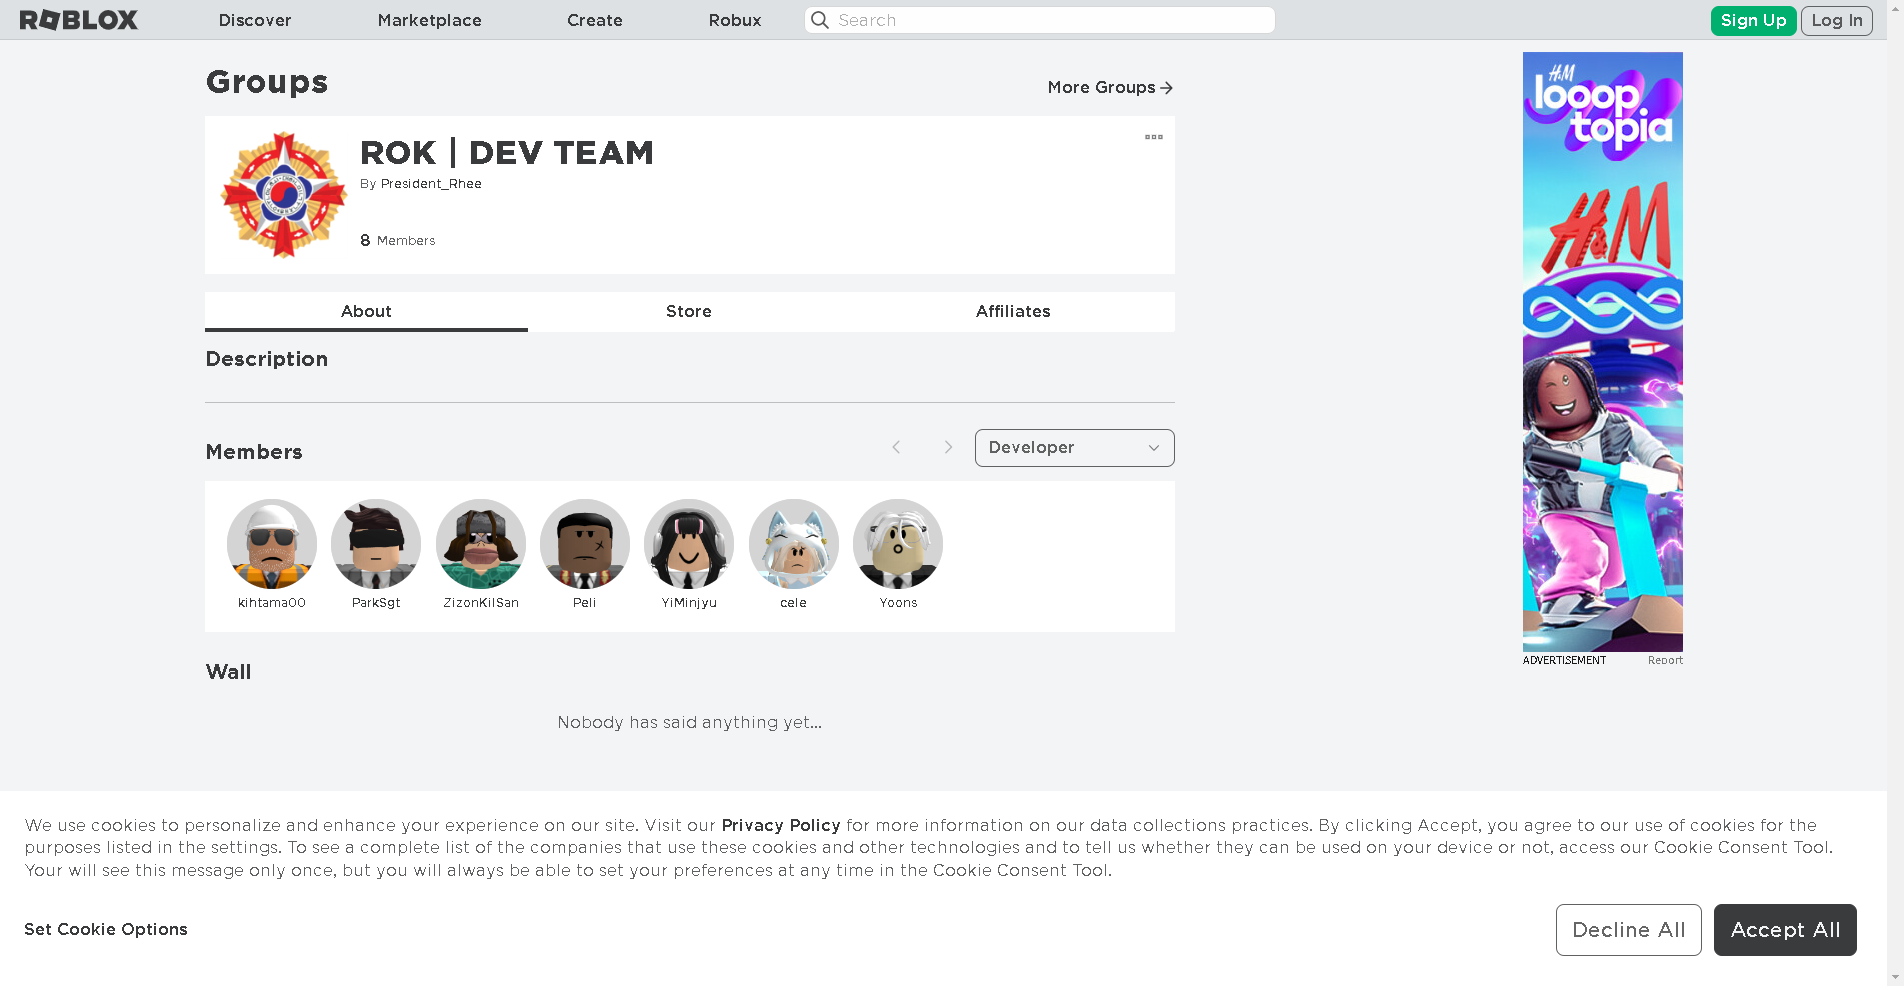 ROBLOX
Discover
Marketplace
Create
Robux
Search
Sign Up
Log In
Groups
More Groups
ROK | DEV TEAM
By President_Rhee
8 Members
About
Store
Affiliates
Description
Members
Developer
kihtama00
ParkSgt
ZizonKilSan
Peli
YiMinjyu
cele
Yoons
Wall
Nobody has said anything yet...
H&M
looop
topia
H&M
ADVERTISEMENT
Report
We use cookies to personalize and enhance your experience on our site. Visit our Privacy Policy for more information on our data collections practices. By clicking Accept, you agree to our use of cookies for the
purposes listed in the settings. To see a complete list of the companies that use these cookies and other technologies and to tell us whether they can be used on your device or not, access our Cookie Consent Tool.
Your will see this message only once, but you will always be able to set your preferences at any time in the Cookie Consent Tool.
Set Cookie Options
Decline All
Accept All